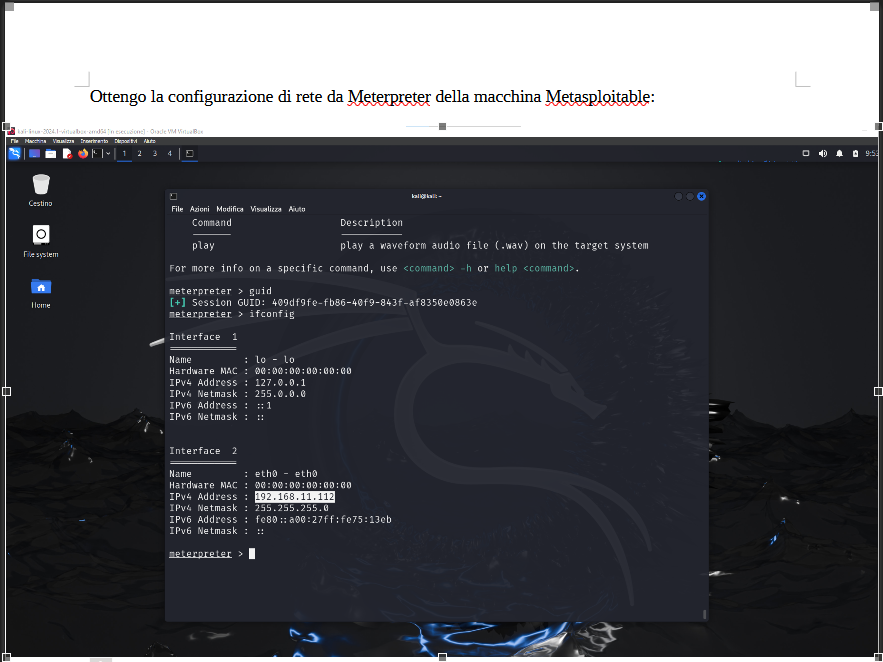 Ottengo la configurazione di rete da Meterpreter della macchina Metasploitable:
kali-linux-2024.1-virtualbox-amd64 [In esecuzione] - Oracle VM VirtualBox
File Macchina Visualizza Inserimento Dispositivi Aiuto
1 2 3 4
9:53
Cestino
File system
Home
kali@kali: ~
File Azioni Modifica Visualizza Aiuto
Command Description
play play a waveform audio file (.wav) on the target system
For more info on a specific command, use <command> -h or help <command>.
meterpreter > guid
[+] Session GUID: 409df9fe-fb86-40f9-843f-af8350e0863e
meterpreter > ifconfig
Interface 1
Name : lo - lo
Hardware MAC : 00:00:00:00:00:00
IPv4 Address : 127.0.0.1
IPv4 Netmask : 255.0.0.0
IPv6 Address : ::1
IPv6 Netmask : ::
Interface 2
Name : eth0 - eth0
Hardware MAC : 00:00:00:00:00:00
IPv4 Address : 192.168.11.112
IPv4 Netmask : 255.255.255.0
IPv6 Address : fe80::a00:27ff:fe75:13eb
IPv6 Netmask : ::
meterpreter >